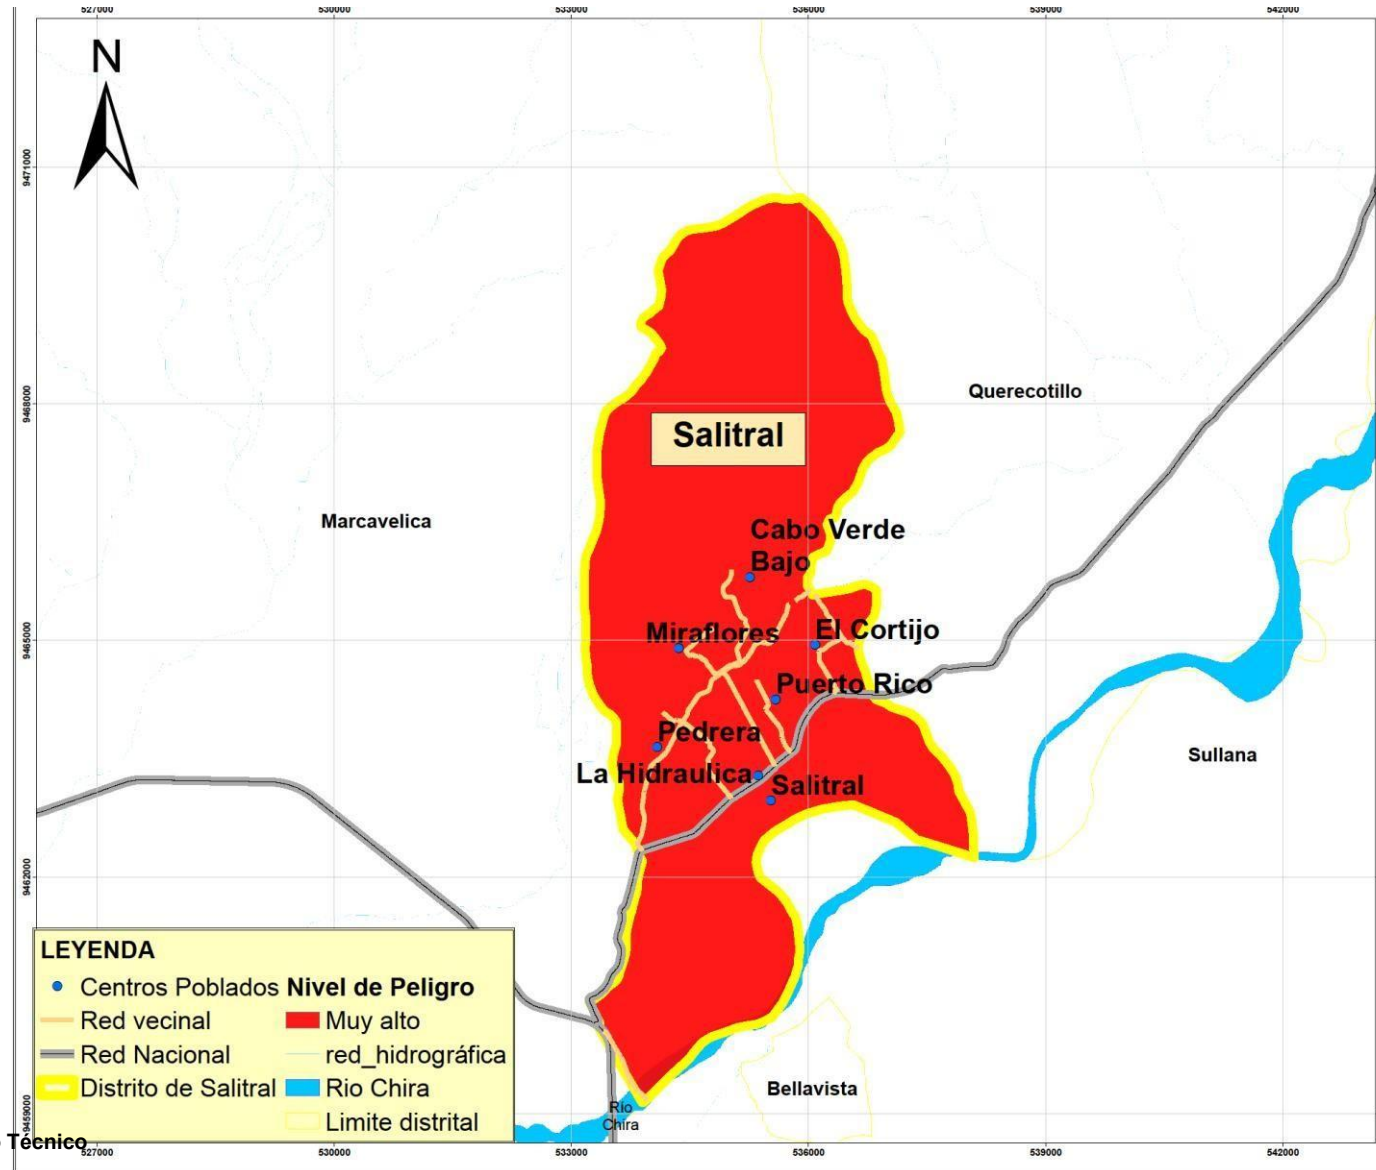 527000 530000 533000 536000 539000 542000
N
9471000
9468000
Querecotillo
Salitral
Marcavelica
Cabo Verde
Bajo
9465000
Miraflores
El Cortijo
Puerto Rico
Pedrera
Sullana
La Hidraulica
Salitral
9462000
LEYENDA
Centros Poblados Nivel de Peligro
Red vecinal Muy alto
Red Nacional red_hidrográfica
Distrito de Salitral Rio Chira
Limite distrital
Bellavista
Rio
Chira
9459000
Técnico
527000 530000 533000 536000 539000 542000